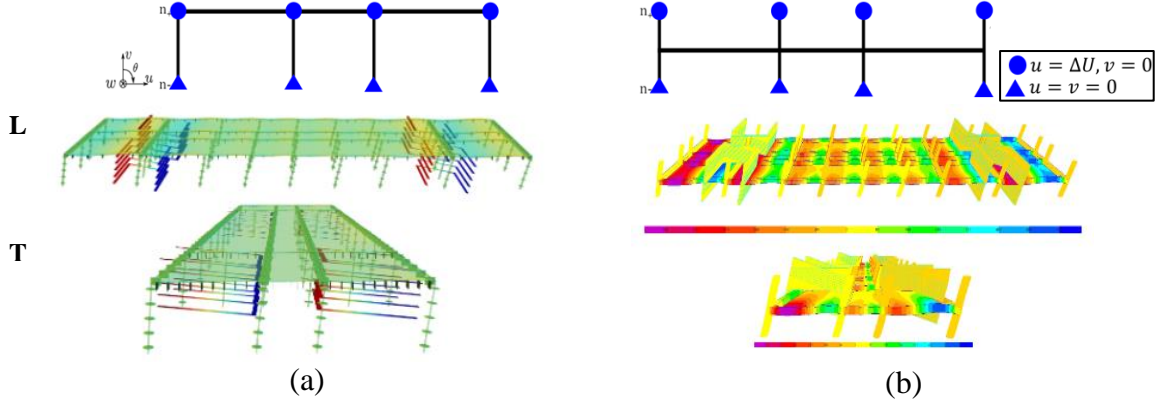 n
n
v
θ
w
u
n-
n-
u = ΔU, v = 0
u = v = 0
L
T
(a)
(b)